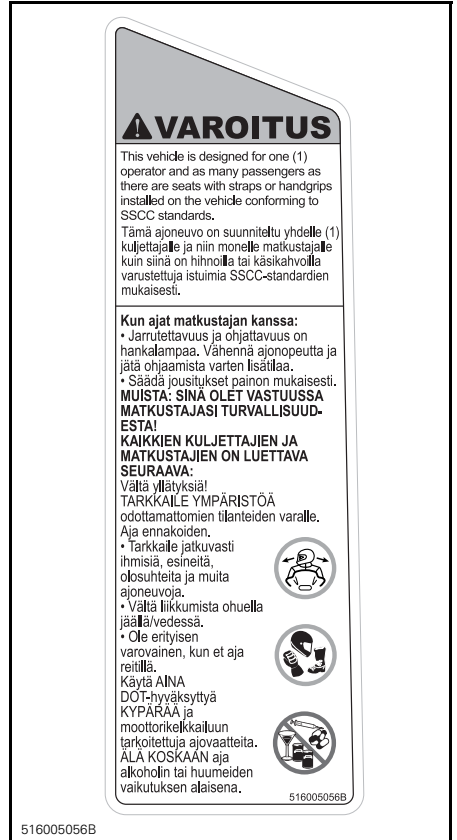 VAROITUS
This vehicle is designed for one (1)
operator and as many passengers as
there are seats with straps or handgrips
installed on the vehicle conforming to
SSCC standards.
Tämä ajoneuvo on suunniteltu yhdelle (1)
kuljettajalle ja niin monelle matkustajalle
kuin siinä on hihnoilla tai käsikahvoilla
varustettuja istuimia SSCC-standardien
mukaisesti.
Kun ajat matkustajan kanssa:
• Jarrutettavuus ja ohjattavuus on
hankalampaa. Vähennä ajonopeutta ja
jätä ohjaamista varten lisätilaa.
• Säädä jousitukset painon mukaisesti.
MUISTA: SINÄ OLET VASTUUSSA
MATKUSTAJASI TURVALLISUUD-
ESTA!
KAIKKIEN KULJETTAJIEN JA
MATKUSTAJIEN ON LUETTAVA
SEURAAVA:
Vältä yllätyksiä!
TARKKAILE YMPÄRISTÖÄ
odottamattomien tilanteiden varalle.
Aja ennakoiden.
• Tarkkaile jatkuvasti
ihmisiä, esineitä,
olosuhteita ja muita
ajoneuvoja.
• Vältä liikkumista ohuella
jäällä/vedessä.
• Ole erityisen
varovainen, kun et aja
reitillä.
Käytä AINA
DOT-hyväksyttyä
KYPÄRÄÄ ja
moottorikelkkailuun
tarkoitettuja ajovaatteita.
ÄLÄ KOSKAAN aja
alkoholin tai huumeiden
vaikutuksen alaisena.
516005056B
516005056B